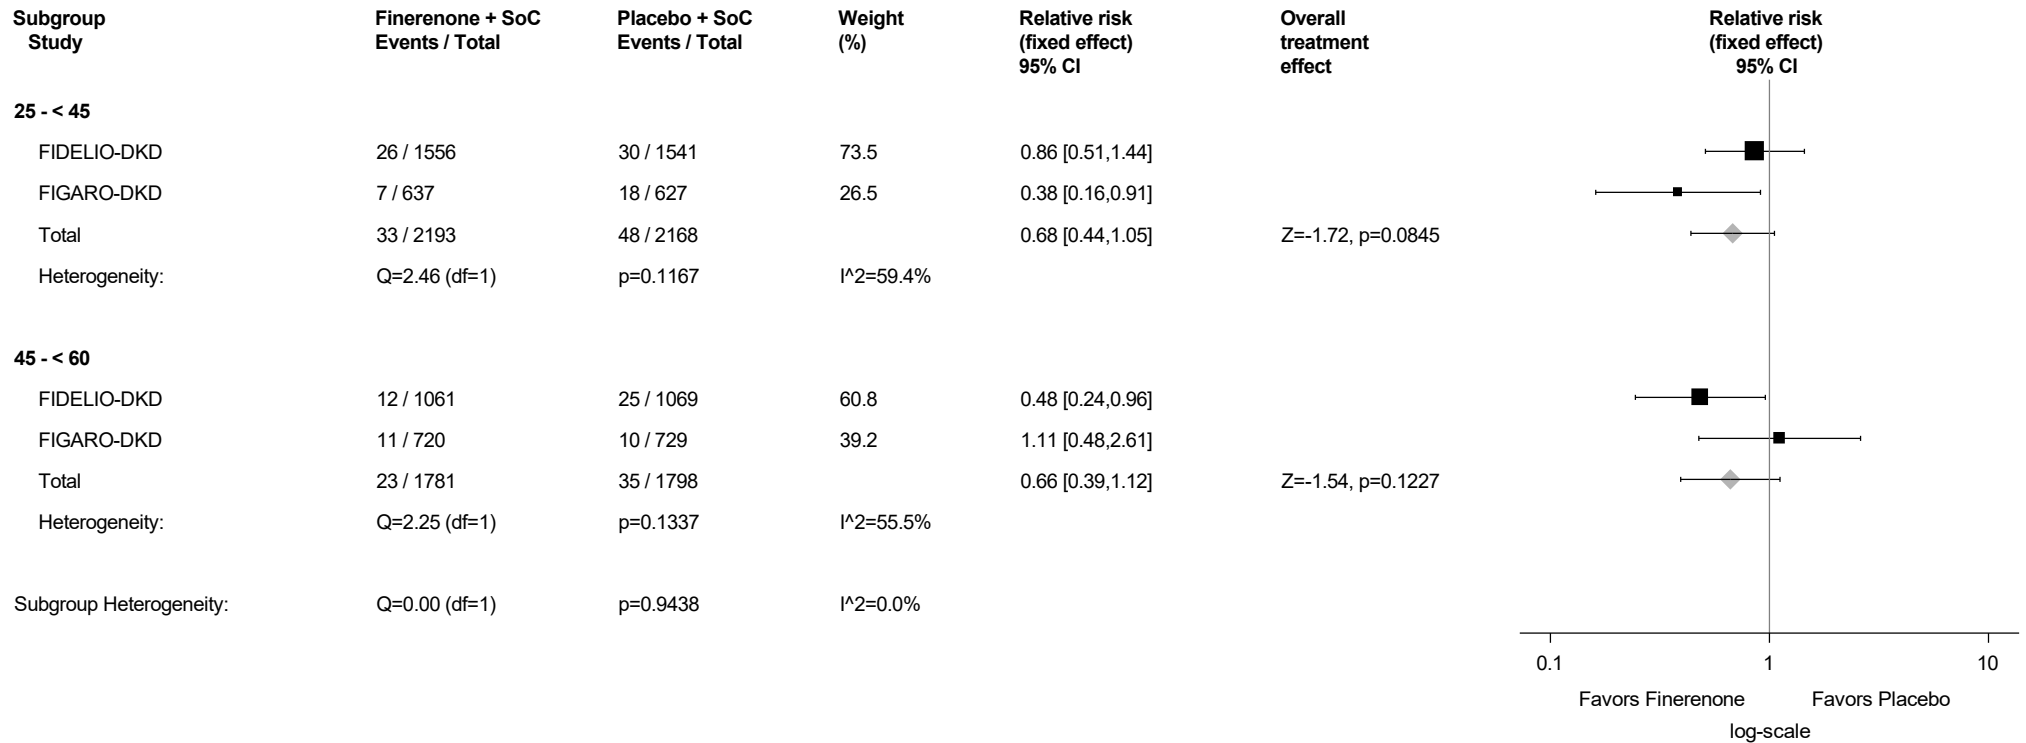 Subgroup Finerenone + SoC Placebo + SoC Weight Relative risk Overall Relative risk
Study Events / Total Events / Total (%) (fixed effect) treatment (fixed effect)
95% CI effect 95% CI
25 - < 45
FIDELIO-DKD 26 / 1556 30 / 1541 73.5 0.86 [0.51,1.44]
FIGARO-DKD 7 / 637 18 / 627 26.5 0.38 [0.16,0.91]
Total 33 / 2193 48 / 2168 0.68 [0.44,1.05] Z=-1.72, p=0.0845
Heterogeneity: Q=2.46 (df=1) p=0.1167 I^2=59.4%
45 - < 60
FIDELIO-DKD 12 / 1061 25 / 1069 60.8 0.48 [0.24,0.96]
FIGARO-DKD 11 / 720 10 / 729 39.2 1.11 [0.48,2.61]
Total 23 / 1781 35 / 1798 0.66 [0.39,1.12] Z=-1.54, p=0.1227
Heterogeneity: Q=2.25 (df=1) p=0.1337 I^2=55.5%
Subgroup Heterogeneity: Q=0.00 (df=1) p=0.9438 I^2=0.0%
0.1 1 10
Favors Finerenone Favors Placebo
log-scale